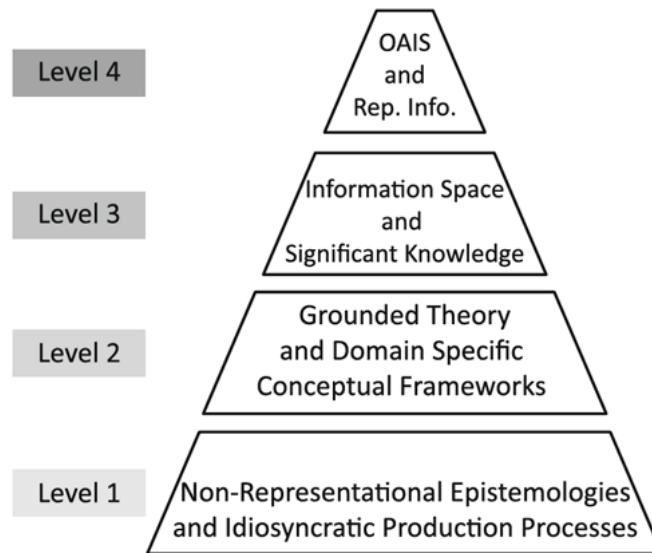 Level 4
OAIS
and
Rep. Info.
Level 3
Information Space
and
Significant Knowledge
Level 2
Grounded Theory
and Domain Specific
Conceptual Frameworks
Level 1
Non-Representational Epistemologies
and Idiosyncratic Production Processes